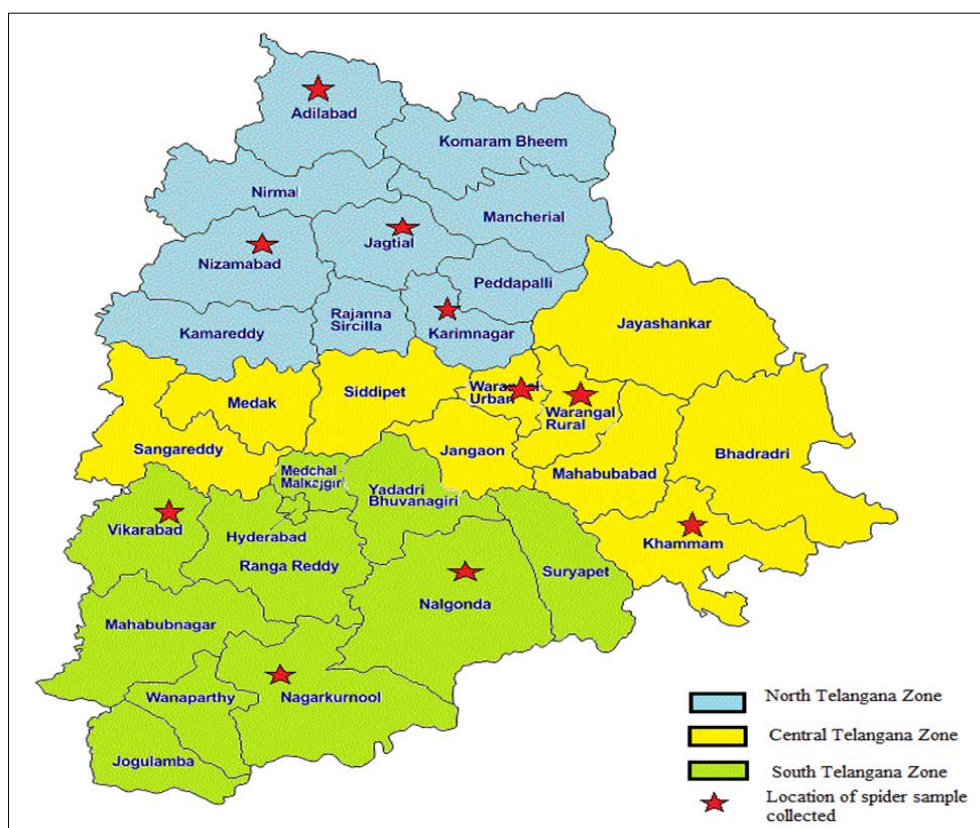 Adilabad
Komaram Bheem
Nirmal
Mancherial
Jagtial
Nizamabad
Peddapalli
Rajanna
Sircilla
Kamareddy
Karimnagar
Jayashankar
Siddipet
Warangal
Urban
Medak
Warangal
Rural
Sangareddy
Jangaon
Bhadradri
Mahabubabad
Medchal
Malkajgiri
Yadadri
Bhuvanagiri
Vikarabad
Hyderabad
Khammam
Ranga Reddy
Suryapet
Nalgonda
Mahabubnagar
Wanaparthy
Nagarkurnool
Jogulamba
North Telangana Zone
Central Telangana Zone
South Telangana Zone
Location of spider sample
collected